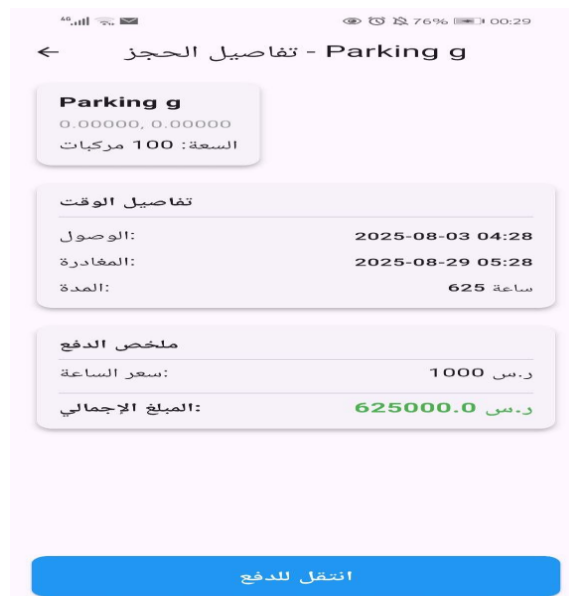 4G 76% 00:29
تفاصيل الحجز - Parking g
Parking g
0.00000, 0.00000
السعة: 100 مركبات
تفاصيل الوقت
الوصول: 2025-08-03 04:28
المغادرة: 2025-08-29 05:28
المدة: 625 ساعة
ملخص الدفع
سعر الساعة: 1000 ر.س
المبلغ الإجمالي: 625000.0 ر.س
انتقل للدفع